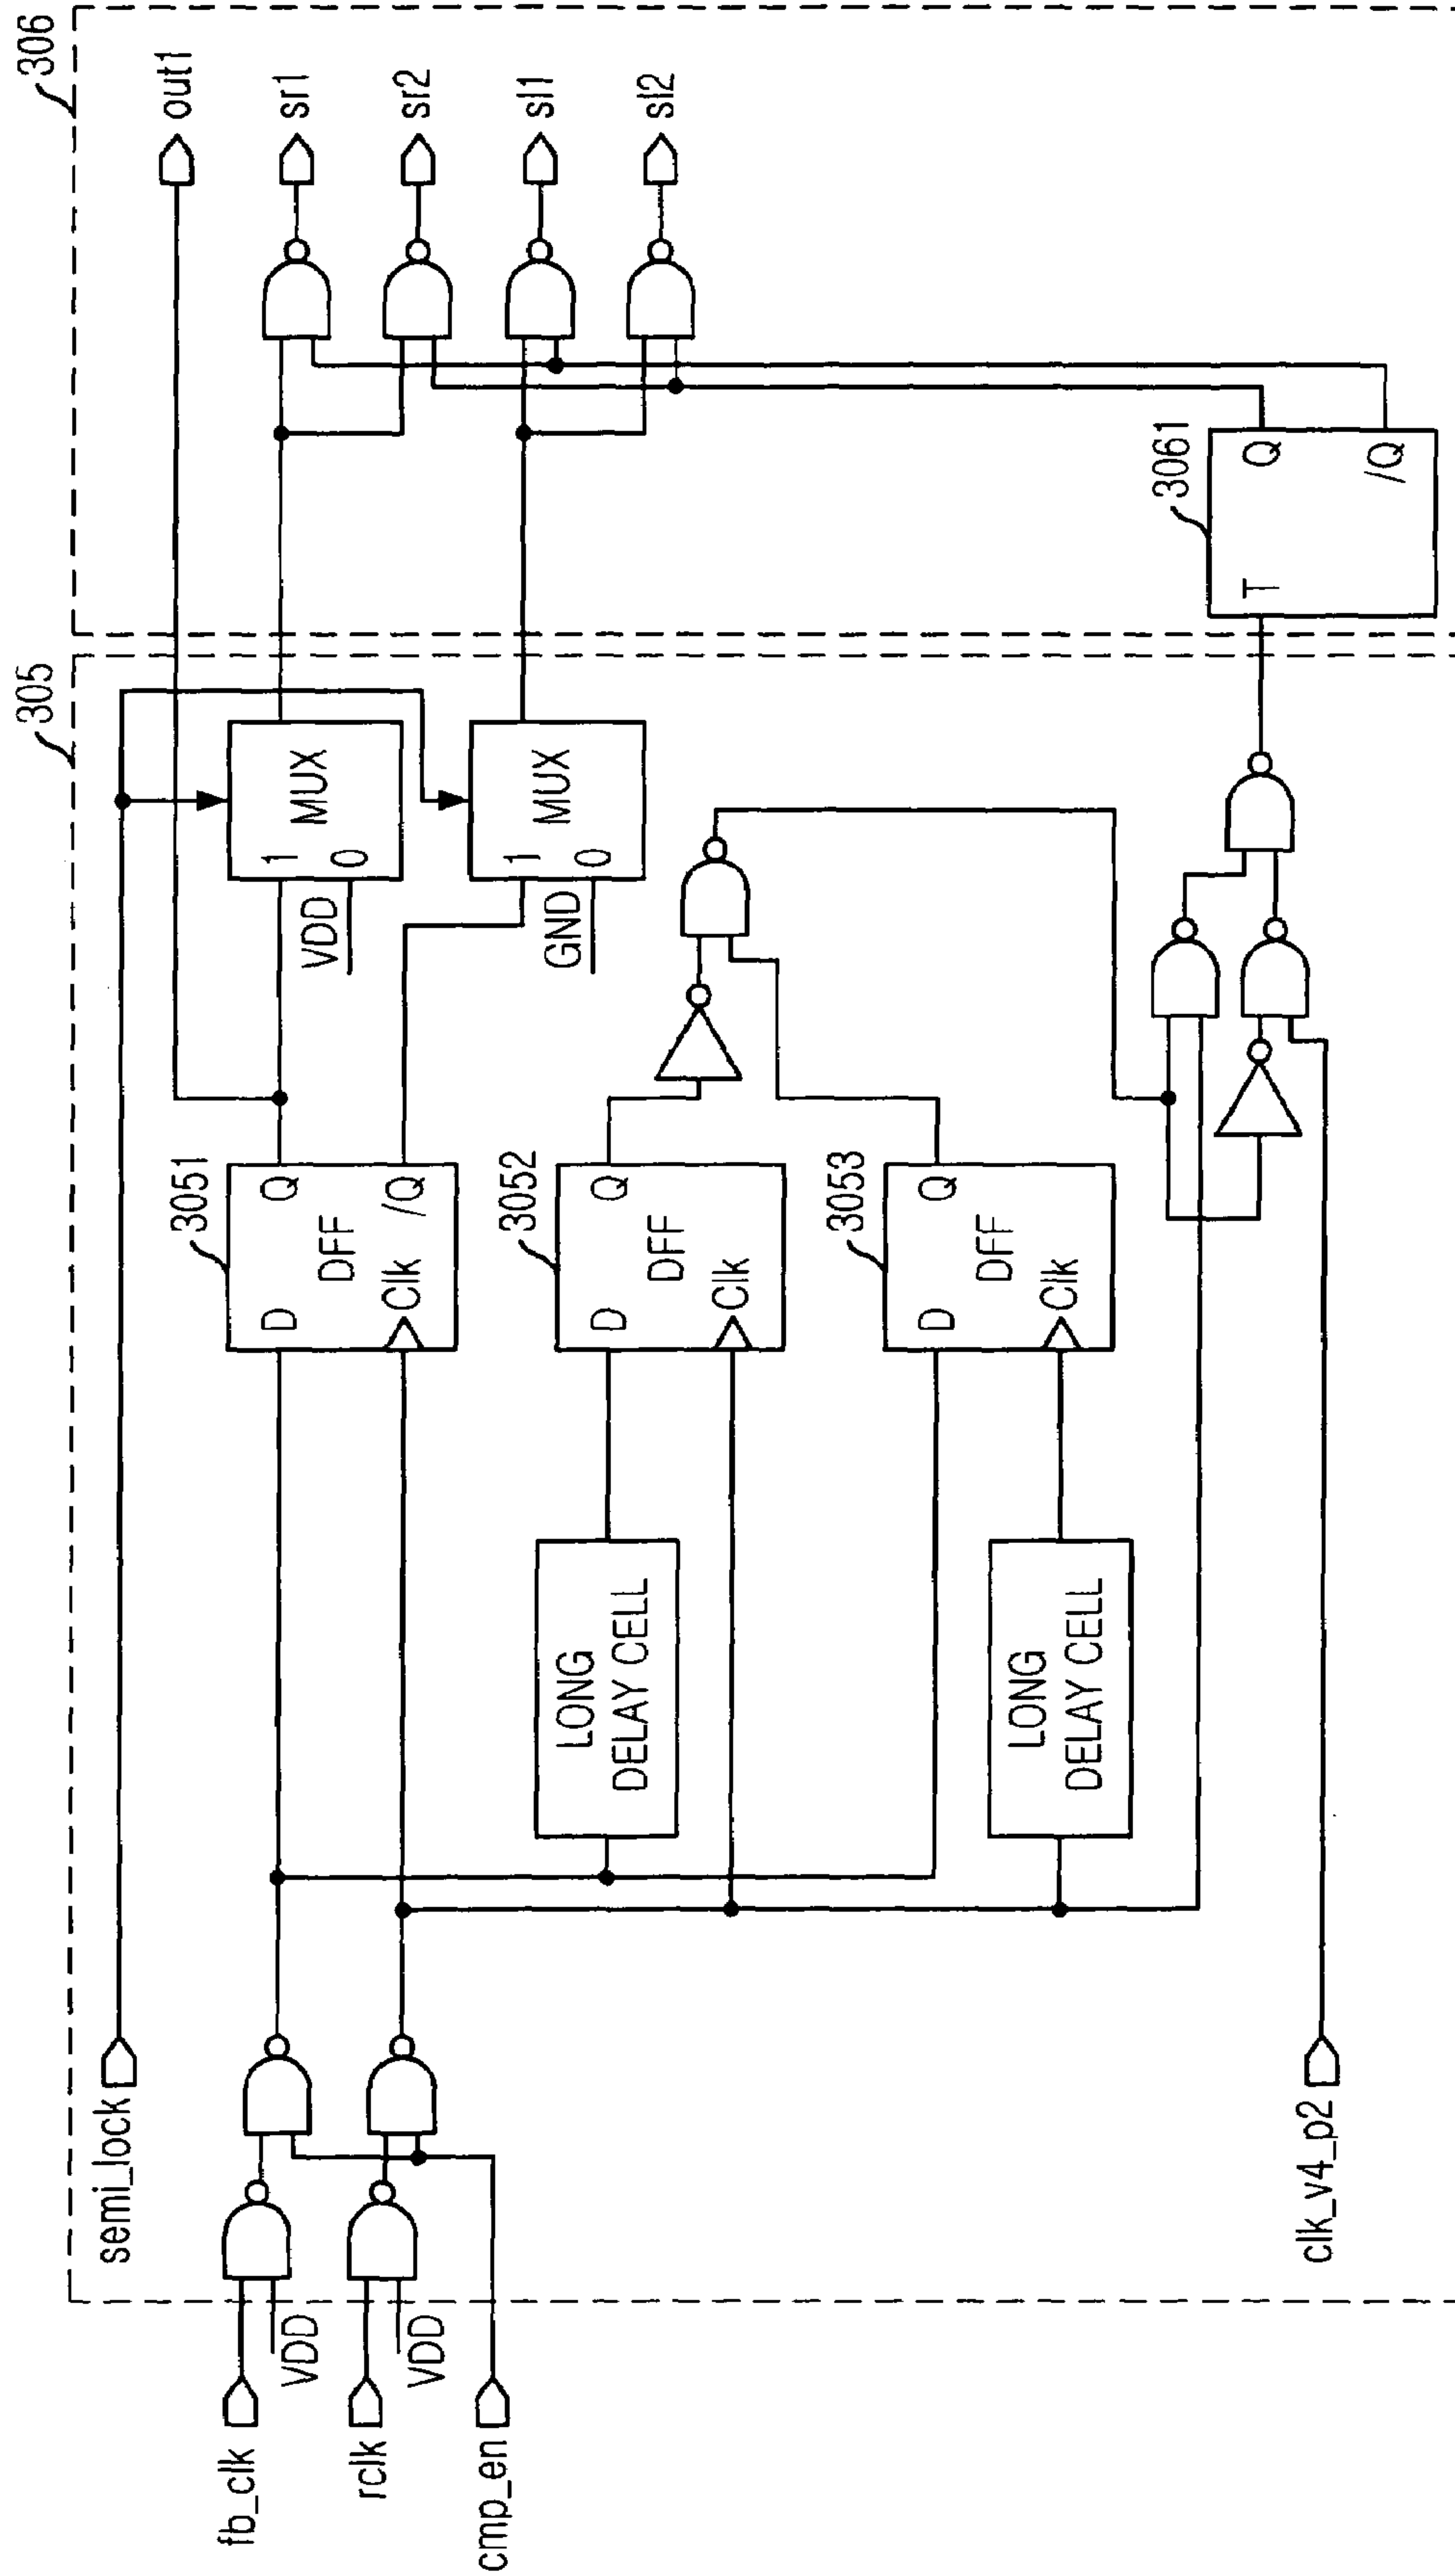 305
306
semi_lock
fb_clk
VDD
rclk
VDD
cmp_en
clk_v4_p2
LONG
DELAY CELL
LONG
DELAY CELL
3051
D
Q
DFF
Clk
/Q
3052
D
Q
DFF
Clk
3053
D
Q
DFF
Clk
VDD
1
0
MUX
GND
1
0
MUX
3061
T
Q
/Q
out1
sr1
sr2
sl1
sl2